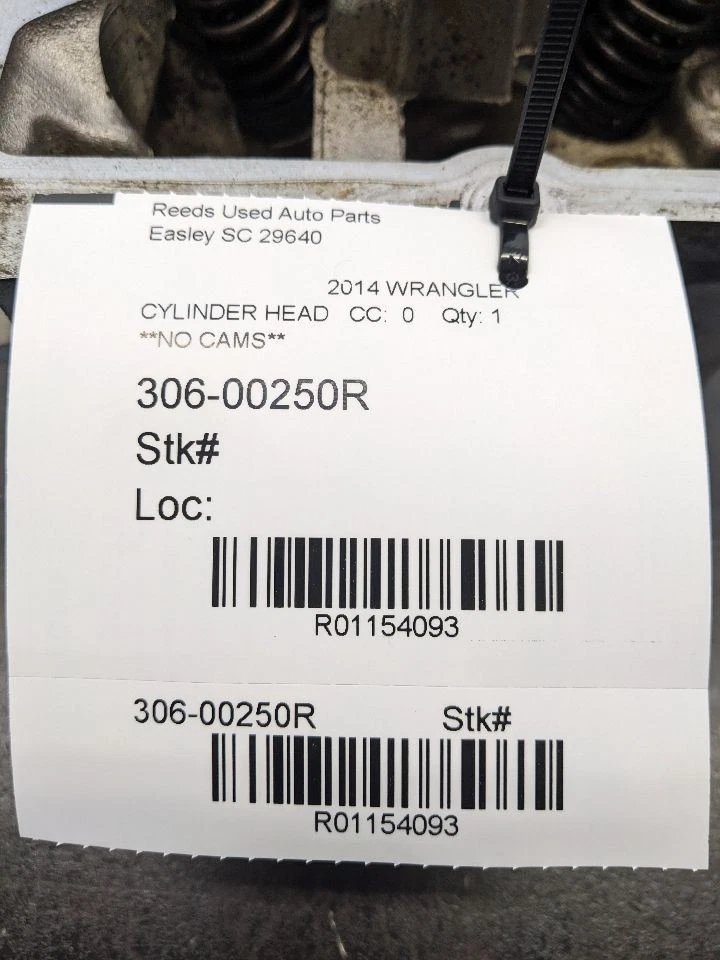 Reeds Used Auto Parts
Easley SC 29640
2014 WRANGLER
CYLINDER HEAD CC: 0 Qty: 1
**NO CAMS**
306-00250R
Stk#
Loc:
R01154093
306-00250R Stk#
R01154093